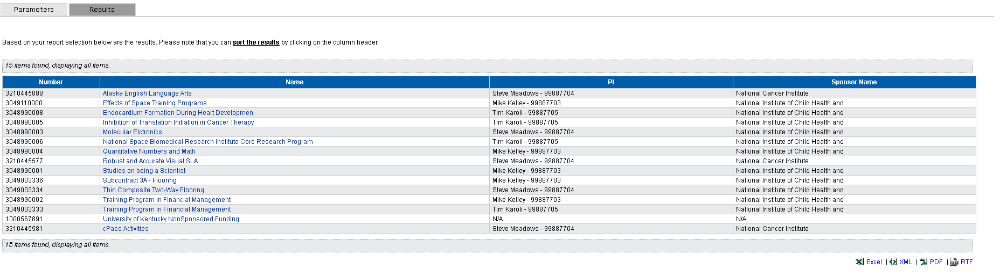 Parameters Results
Based on your report selection below are the results. Please note that you can sort the results by clicking on the column header.
15 items found, displaying all items.
Number Name PI Sponsor Name
3210445888 Alaska English Language Arts Steve Meadows - 99887704 National Cancer Institute
3049110000 Effects of Space Training Programs Mike Kelley - 99887703 National Institute of Child Health and
3048990008 Endocardium Formation During Heart Developmen Tim Karoli - 99887705 National Institute of Child Health and
3048990005 Inhibition of Translation Initiation in Cancer Therapy Tim Karoli - 99887705 National Institute of Child Health and
3048990003 Molecular Elctronics Steve Meadows - 99887704 National Institute of Child Health and
3048990006 National Space Biomedical Research Institute Core Research Program Tim Karoli - 99887705 National Institute of Child Health and
3048990004 Quantitative Numbers and Math Mike Kelley - 99887703 National Institute of Child Health and
3210445577 Robust and Accurate Visual SLA Steve Meadows - 99887704 National Cancer Institute
3048990001 Studies on being a Scientist Mike Kelley - 99887703 National Institute of Child Health and
3049003336 Subcontract 3A - Flooring Mike Kelley - 99887703 National Institute of Child Health and
3049003334 Thin Composite Two-Way Flooring Steve Meadows - 99887704 National Institute of Child Health and
3048990002 Training Program in Financial Management Mike Kelley - 99887703 National Institute of Child Health and
3049003333 Training Program in Financial Management Tim Karoli - 99887705 National Institute of Child Health and
1000567891 University of Kentucky NonSponsored Funding N/A N/A
3210445581 cPass Activities Steve Meadows - 99887704 National Cancer Institute
15 items found, displaying all items.
Excel | XML | PDF | RTF